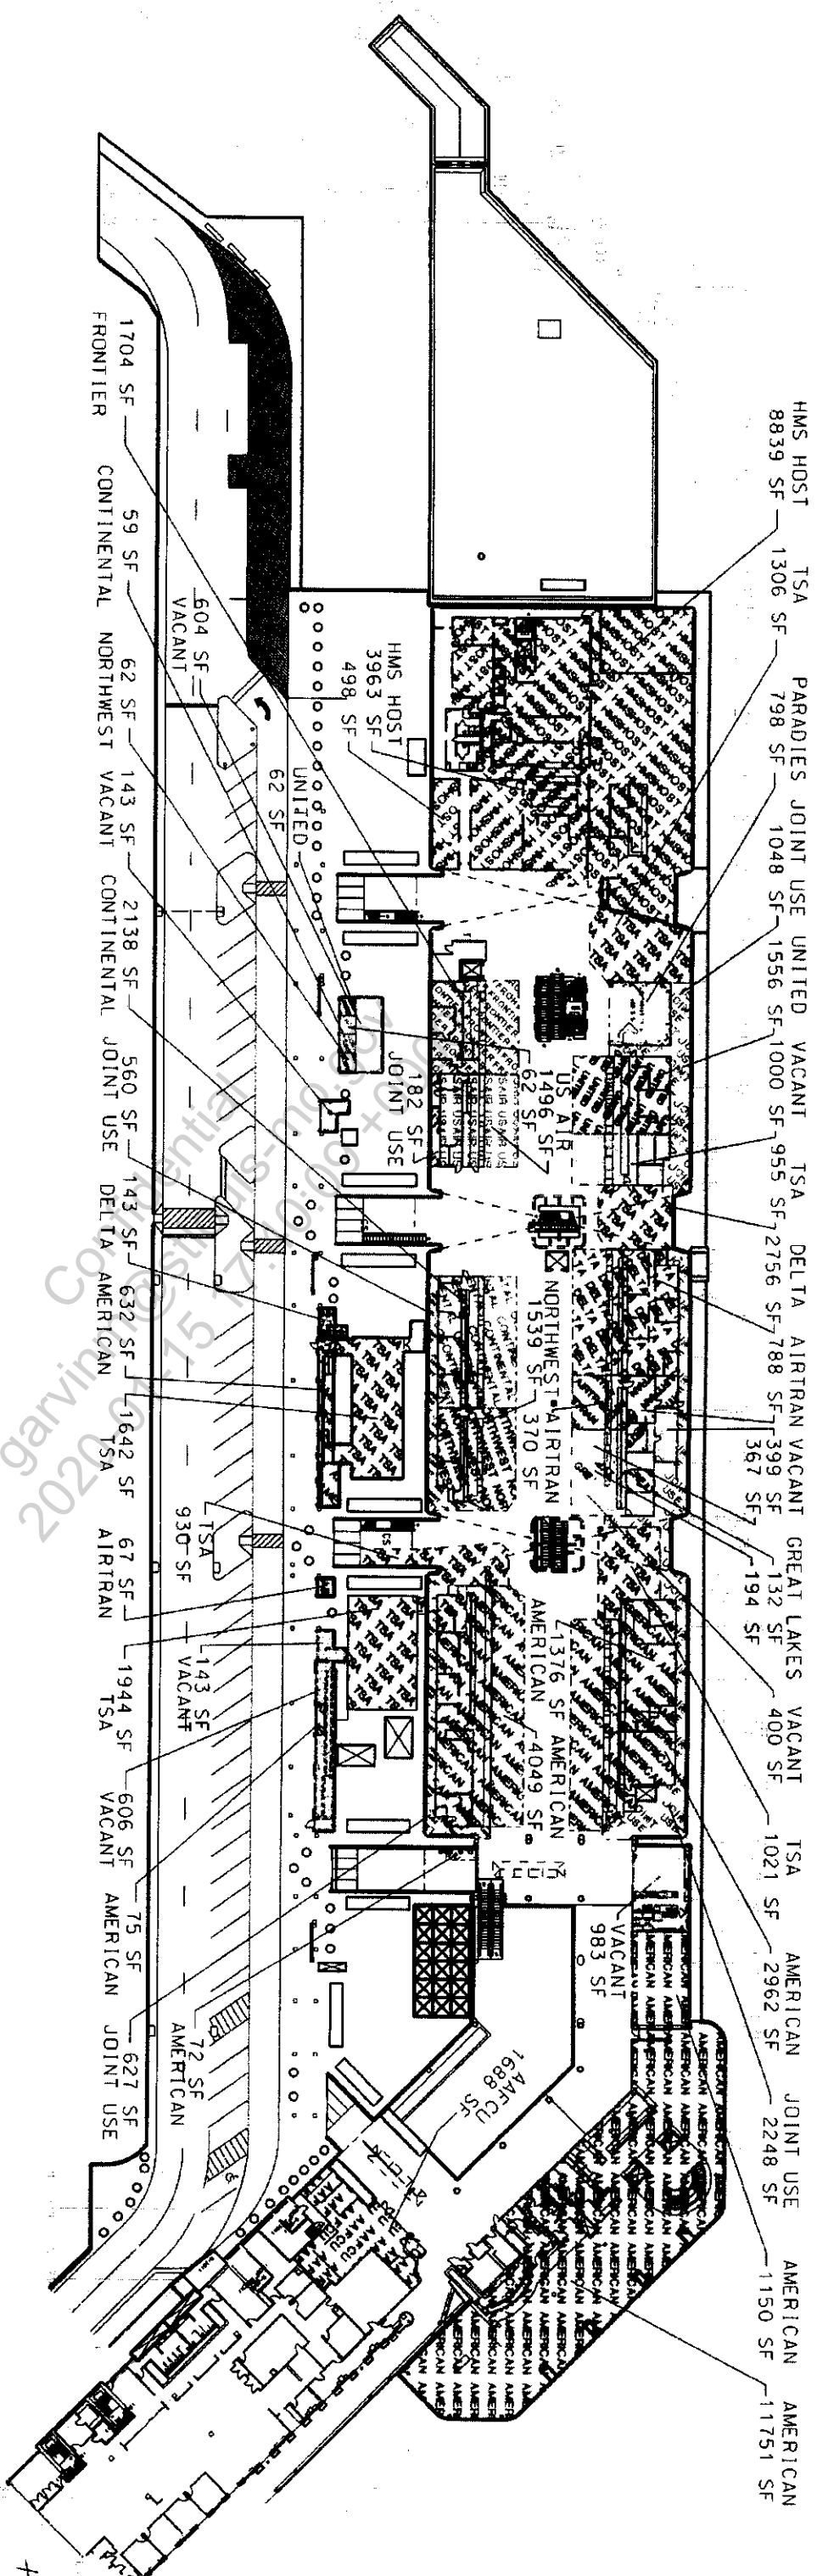 HMS HOST
8839 SF
TSA
1306 SF
PARADIES
798 SF
JOINT USE
1048 SF
UNITED
1556 SF
VACANT
1000 SF
TSA
955 SF
DELTA
2756 SF
AIRTRAN
788 SF
VACANT
399 SF
367 SF
GREAT LAKES
132 SF
194 SF
VACANT
400 SF
TSA
1021 SF
AMERICAN
2962 SF
JOINT USE
2248 SF
AMERICAN
1150 SF
AMERICAN
11751 SF
HMS HOST
3963 SF
498 SF
UNITED
62 SF
US AIR
1496 SF
62 SF
182 SF
JOINT USE
NORTHWEST
1539 SF
AIRTRAN
370 SF
1376 SF
AMERICAN
AMERICAN
4049 SF
VACANT
983 SF
AAFCU
1688 SF
604 SF
VACANT
TSA
930 SF
143 SF
VACANT
72 SF
AMERICAN
1704 SF
FRONTIER
59 SF
CONTINENTAL
62 SF
NORTHWEST
143 SF
VACANT
2138 SF
CONTINENTAL
560 SF
JOINT USE
143 SF
DELTA
632 SF
AMERICAN
1642 SF
TSA
67 SF
AIRTRAN
1944 SF
TSA
606 SF
VACANT
75 SF
AMERICAN
627 SF
JOINT USE
Confidential